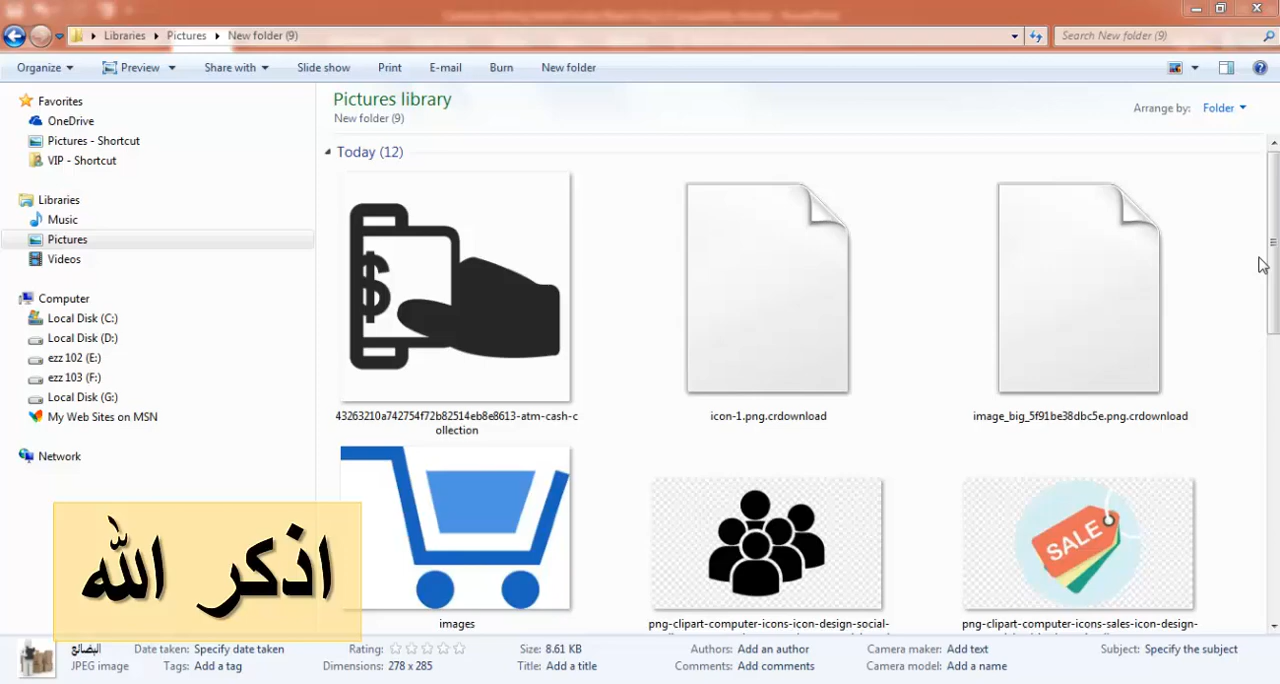 Libraries Pictures New folder (9)
Search New folder (9)
Organize Preview Share with Slide show Print E-mail Burn New folder
Favorites
OneDrive
Pictures - Shortcut
VIP - Shortcut
Libraries
Music
Pictures
Videos
Computer
Local Disk (C:)
Local Disk (D:)
ezz 102 (E:)
ezz 103 (F:)
Local Disk (G:)
My Web Sites on MSN
Network
Pictures library
New folder (9)
Arrange by: Folder
Today (12)
$
43263210a742754f72b82514eb8e8613-atm-cash-c
ollection
icon-1.png.crdownload
image_big_5f91be38dbc5e.png.crdownload
SALE
images
png-clipart-computer-icons-icon-design-social-
png-clipart-computer-icons-sales-icon-design-
اذكر الله
البضائع Date taken: Specify date taken Rating: Size: 8.61 KB Authors: Add an author Camera maker: Add text Subject: Specify the subject
JPEG image Tags: Add a tag Dimensions: 278 x 285 Title: Add a title Comments: Add comments Camera model: Add a name